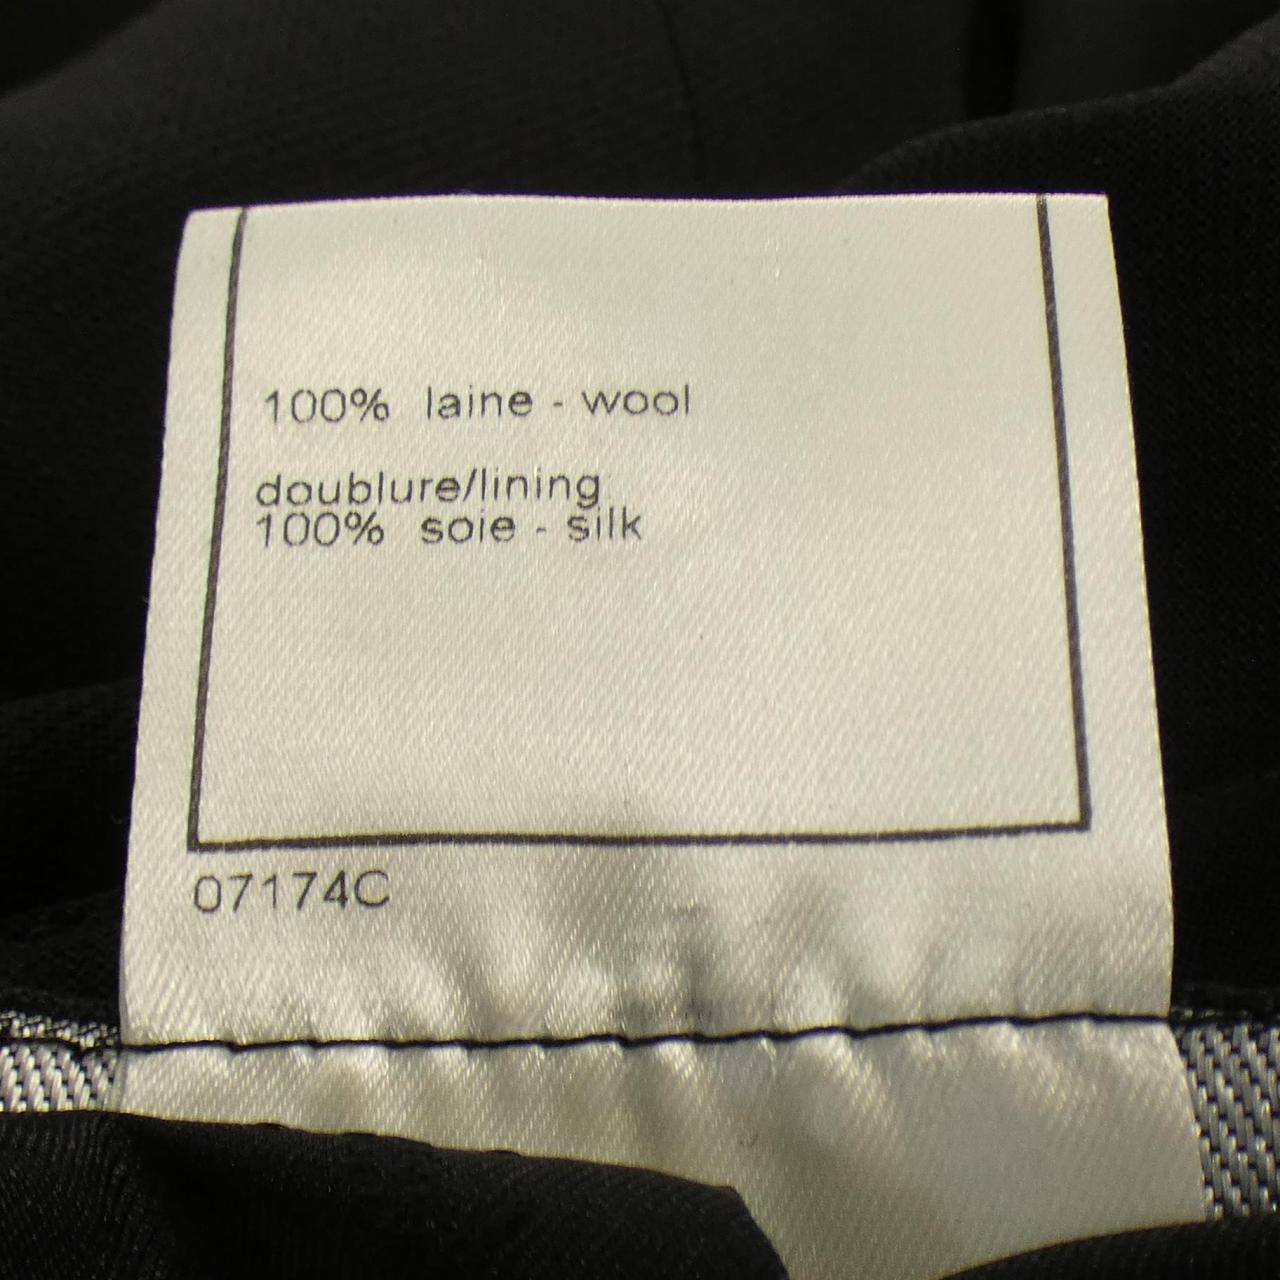 100% laine - wool
doublure/lining
100% soie - silk
07174C